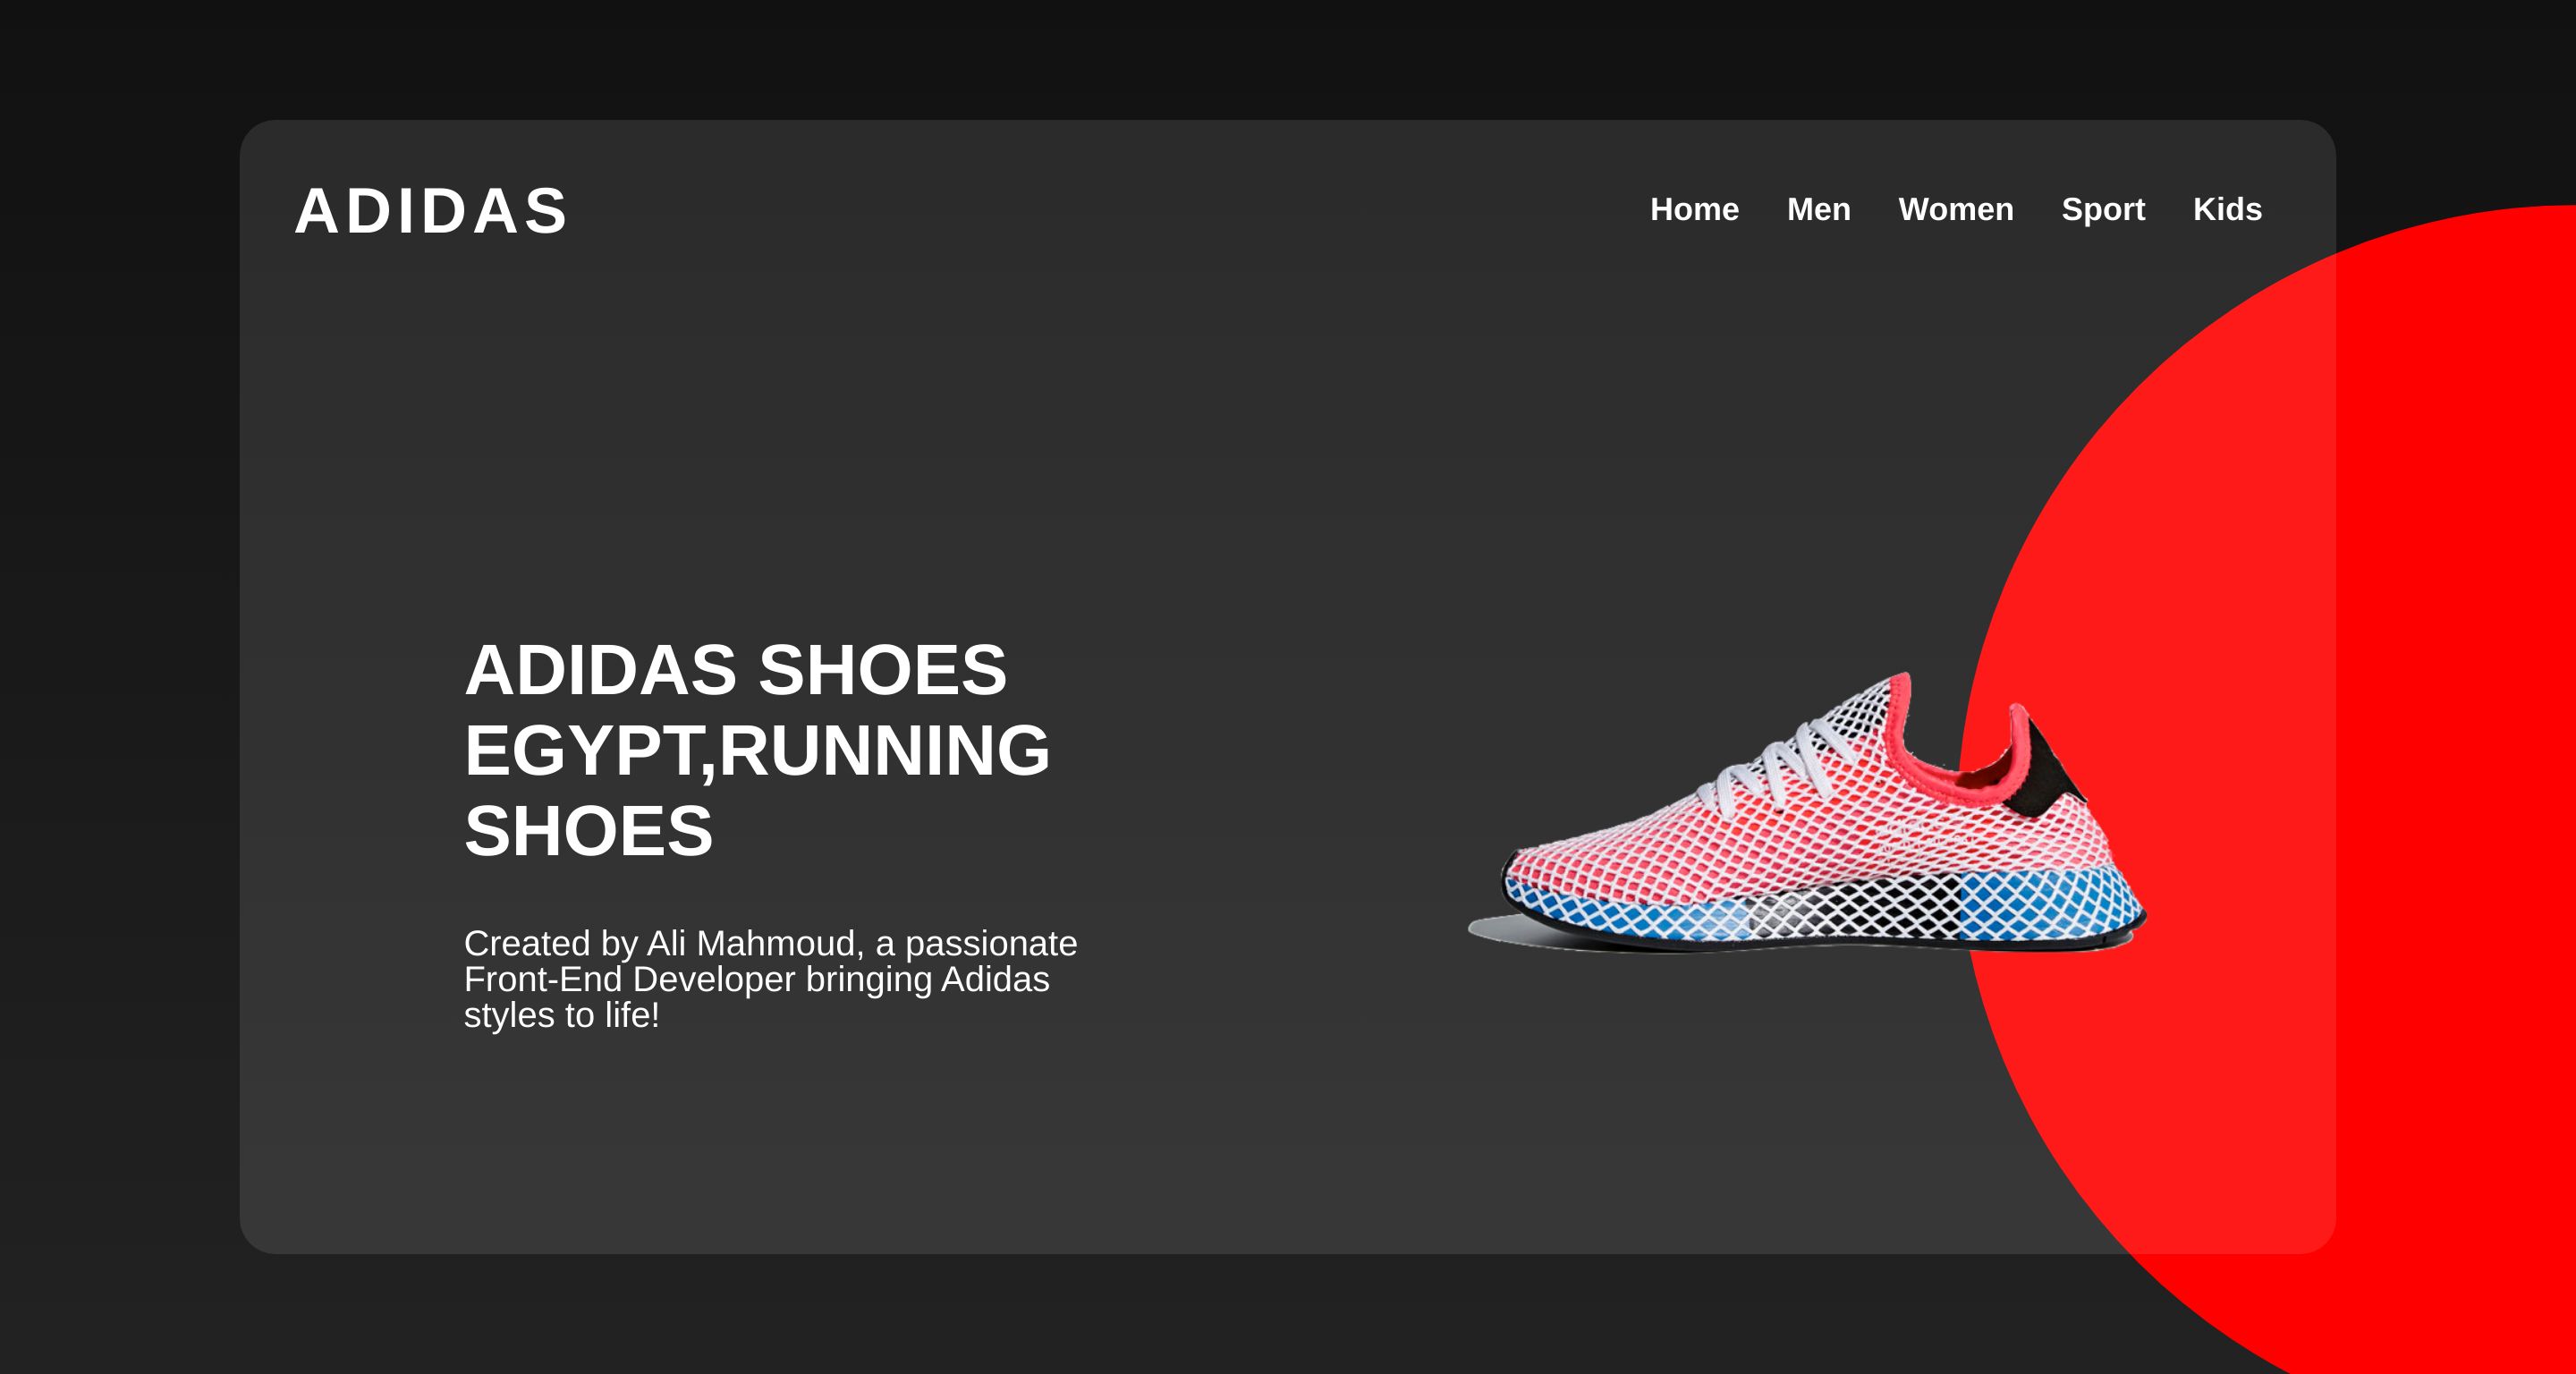 ADIDAS
Home Men Women Sport Kids
ADIDAS SHOES
EGYPT,RUNNING
SHOES
Created by Ali Mahmoud, a passionate
Front-End Developer bringing Adidas
styles to life!